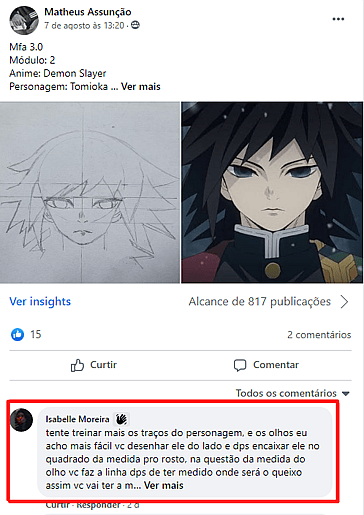 Matheus Assunção
7 de agosto às 13:20 ·
Mfa 3.0
Módulo: 2
Anime: Demon Slayer
Personagem: Tomioka ... Ver mais
Ver insights
Alcance de 817 publicações
15
2 comentários
Curtir
Comentar
Todos os comentários
Isabelle Moreira
tente treinar mais os traços do personagem, e os olhos eu
acho mais fácil vc desenhar ele do lado e dps encaixar ele no
quadrado da medida pro rosto, na questão da medida do
olho vc faz a linha dps de ter medido onde será o queixo
assim vc vai ter a m... Ver mais
Curtir · Responder · 2 d